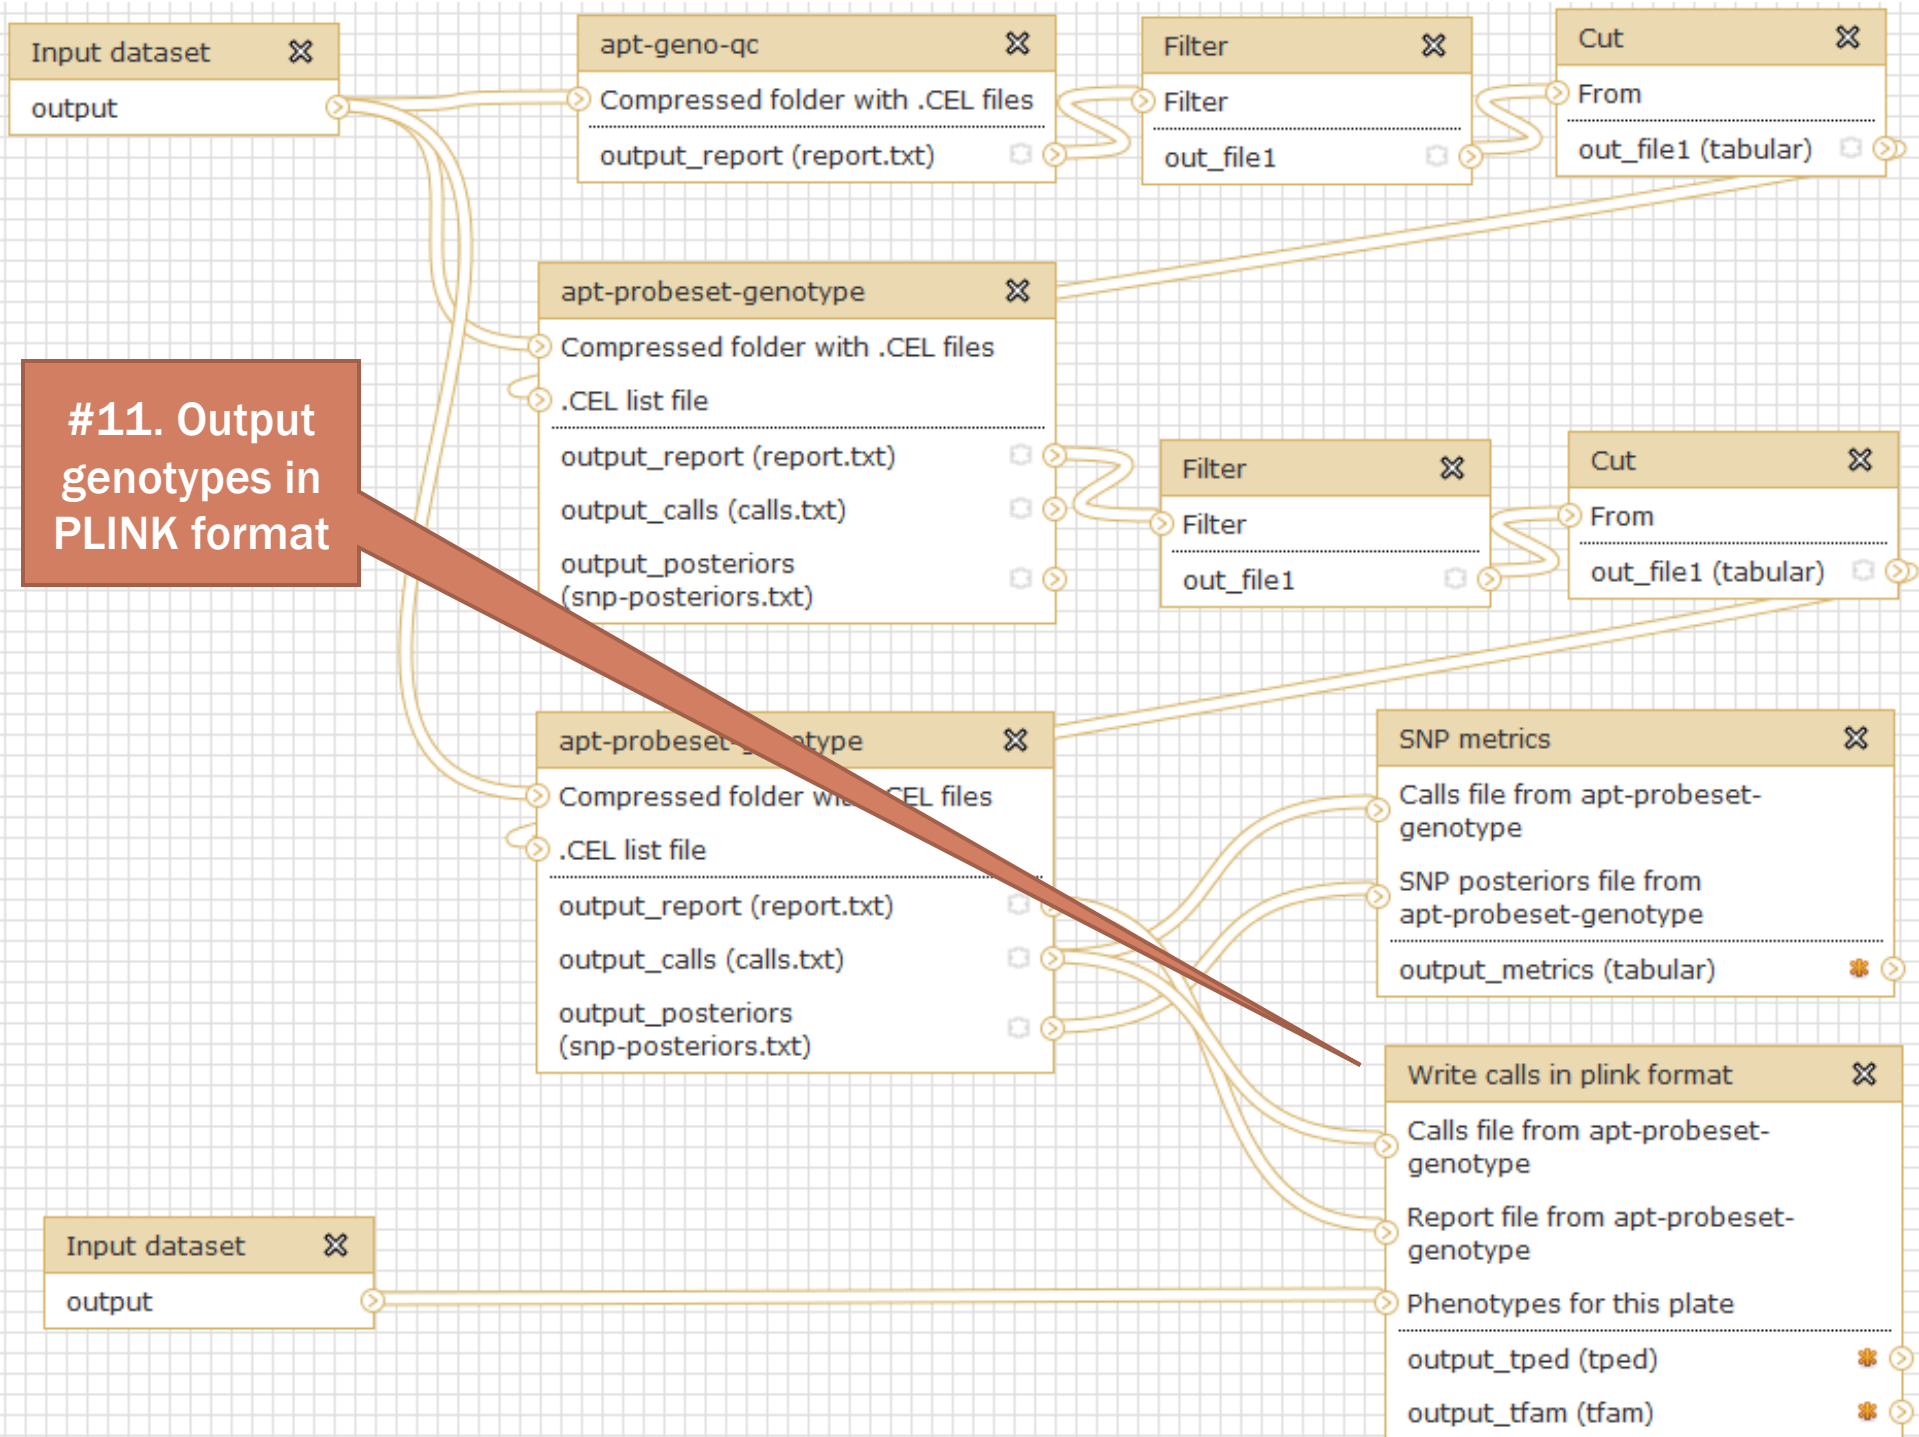 Input dataset
output
apt-geno-qc
Compressed folder with .CEL files
output_report (report.txt)
Filter
Filter
out_file1
Cut
From
out_file1 (tabular)
apt-probeset-genotype
Compressed folder with .CEL files
.CEL list file
output_report (report.txt)
output_calls (calls.txt)
output_posteriors
(snp-posteriors.txt)
#11. Output
genotypes in
PLINK format
Filter
Filter
out_file1
Cut
From
out_file1 (tabular)
apt-probeset-genotype
Compressed folder with .CEL files
.CEL list file
output_report (report.txt)
output_calls (calls.txt)
output_posteriors
(snp-posteriors.txt)
SNP metrics
Calls file from apt-probeset-
genotype
SNP posteriors file from
apt-probeset-genotype
output_metrics (tabular)
Write calls in plink format
Calls file from apt-probeset-
genotype
Report file from apt-probeset-
genotype
Phenotypes for this plate
output_tped (tped)
output_tfam (tfam)
Input dataset
output